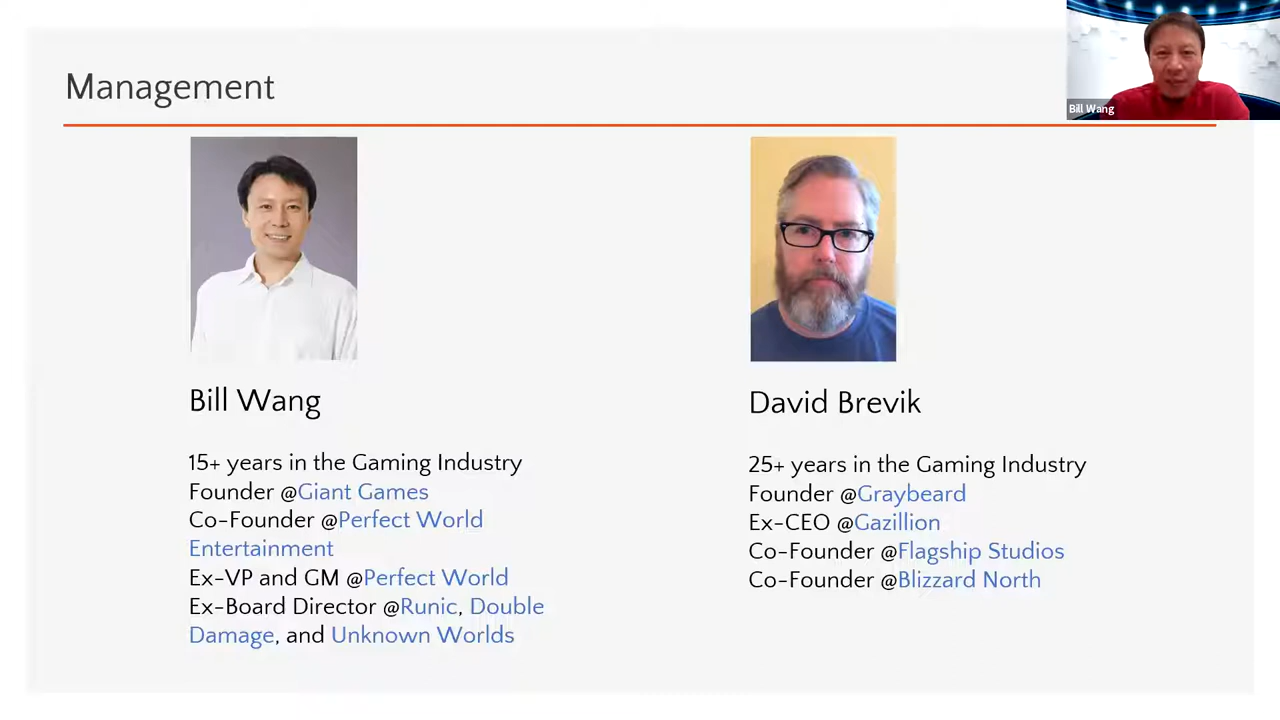 Management
Bill Wang
Bill Wang
15+ years in the Gaming Industry
Founder @Giant Games
Co-Founder @Perfect World
Entertainment
Ex-VP and GM @Perfect World
Ex-Board Director @Runic, Double
Damage, and Unknown Worlds
David Brevik
25+ years in the Gaming Industry
Founder @Graybeard
Ex-CEO @Gazillion
Co-Founder @Flagship Studios
Co-Founder @Blizzard North